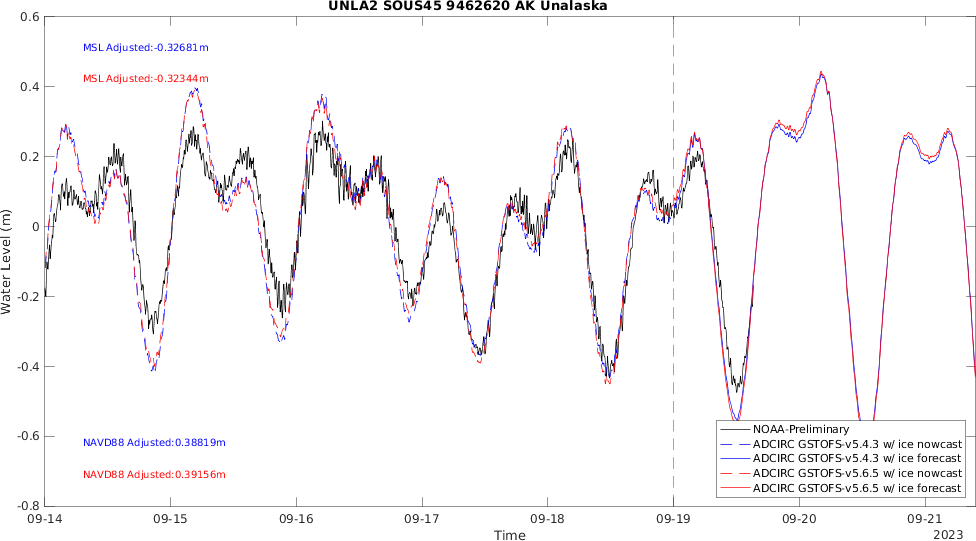 UNLA2 SOUS45 9462620 AK Unalaska
0.6
MSL Adjusted:-0.32681m
MSL Adjusted:-0.32344m
0.4
0.2
0
-0.2
-0.4
-0.6
-0.8
Water Level (m)
NAVD88 Adjusted:0.38819m
NAVD88 Adjusted:0.39156m
NOAA-Preliminary
ADCIRC GSTOFS-v5.4.3 w/ ice nowcast
ADCIRC GSTOFS-v5.4.3 w/ ice forecast
ADCIRC GSTOFS-v5.6.5 w/ ice nowcast
ADCIRC GSTOFS-v5.6.5 w/ ice forecast
09-14 09-15 09-16 09-17 09-18 09-19 09-20 09-21
Time
2023